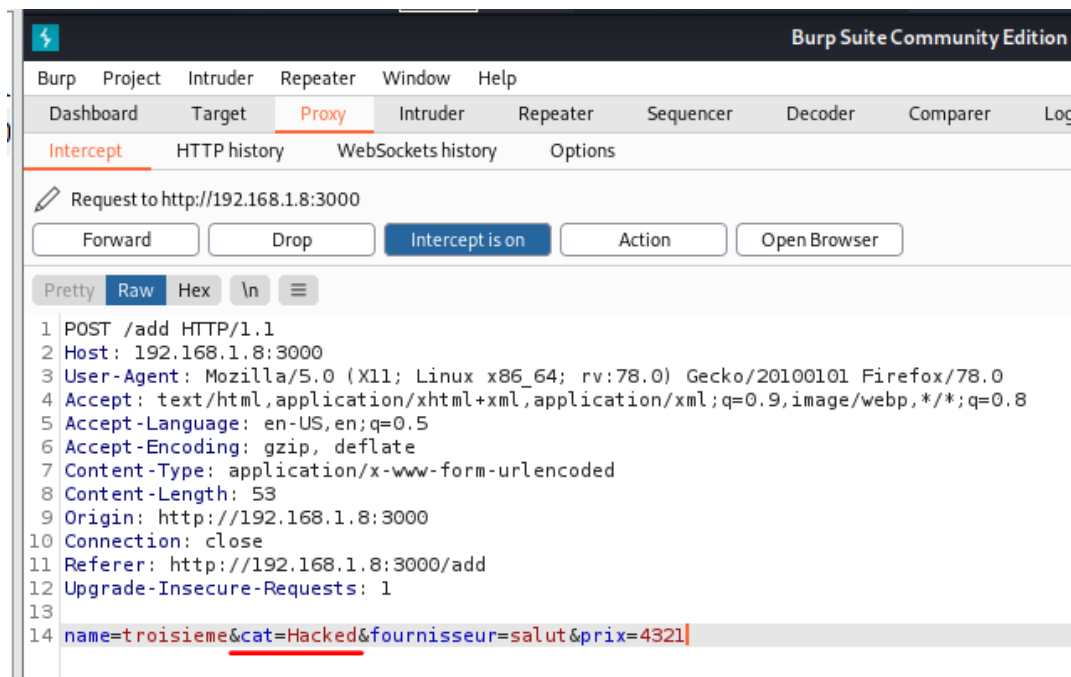 Burp Suite Community Edition
Burp Project Intruder Repeater Window Help
Dashboard Target Proxy Intruder Repeater Sequencer Decoder Comparer
Intercept HTTP history WebSockets history Options
Request to http://192.168.1.8:3000
Forward Drop Intercept is on Action Open Browser
Pretty Raw Hex \n
1 POST /add HTTP/1.1
2 Host: 192.168.1.8:3000
3 User-Agent: Mozilla/5.0 (X11; Linux x86_64; rv:78.0) Gecko/20100101 Firefox/78.0
4 Accept: text/html,application/xhtml+xml,application/xml;q=0.9,image/webp,*/*;q=0.8
5 Accept-Language: en-US,en;q=0.5
6 Accept-Encoding: gzip, deflate
7 Content-Type: application/x-www-form-urlencoded
8 Content-Length: 53
9 Origin: http://192.168.1.8:3000
10 Connection: close
11 Referer: http://192.168.1.8:3000/add
12 Upgrade-Insecure-Requests: 1
13
14 name=troisieme&cat=Hacked&fournisseur=salut&prix=4321